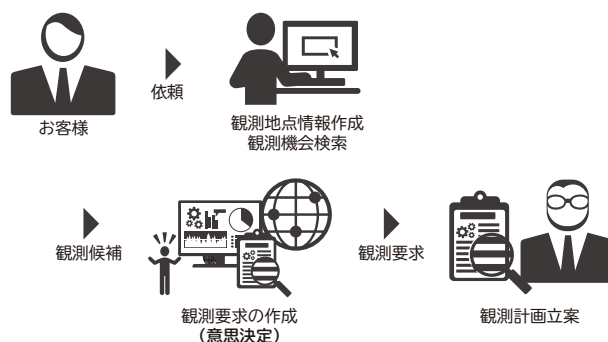 依頼
お客様
観測地点情報作成
観測機会検索
観測候補
観測要求
観測要求の作成
（意思決定）
観測計画立案